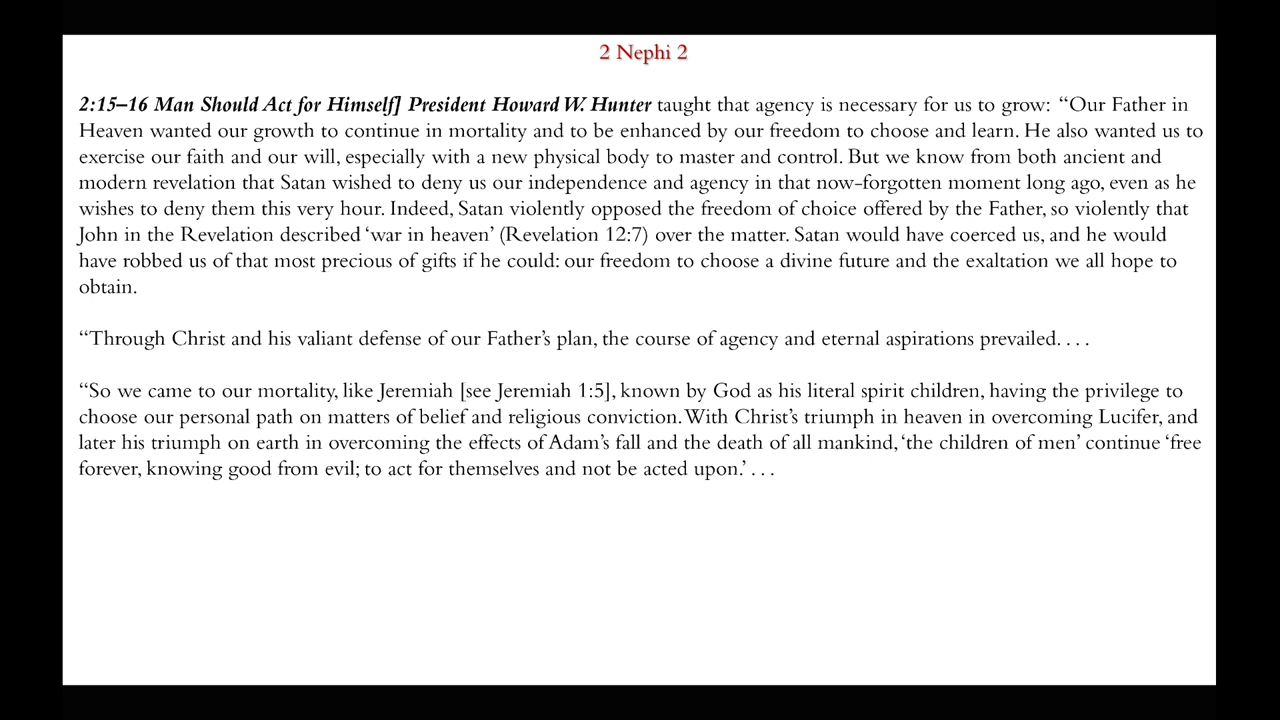 2 Nephi 2
2:15–16 Man Should Act for Himself] President Howard W. Hunter taught that agency is necessary for us to grow: “Our Father in
Heaven wanted our growth to continue in mortality and to be enhanced by our freedom to choose and learn. He also wanted us to
exercise our faith and our will, especially with a new physical body to master and control. But we know from both ancient and
modern revelation that Satan wished to deny us our independence and agency in that now-forgotten moment long ago, even as he
wishes to deny them this very hour. Indeed, Satan violently opposed the freedom of choice offered by the Father, so violently that
John in the Revelation described ‘war in heaven’ (Revelation 12:7) over the matter. Satan would have coerced us, and he would
have robbed us of that most precious of gifts if he could: our freedom to choose a divine future and the exaltation we all hope to
obtain.
“Through Christ and his valiant defense of our Father’s plan, the course of agency and eternal aspirations prevailed. . . .
“So we came to our mortality, like Jeremiah [see Jeremiah 1:5], known by God as his literal spirit children, having the privilege to
choose our personal path on matters of belief and religious conviction. With Christ’s triumph in heaven in overcoming Lucifer, and
later his triumph on earth in overcoming the effects of Adam’s fall and the death of all mankind, ‘the children of men’ continue ‘free
forever, knowing good from evil; to act for themselves and not be acted upon.’ . . .